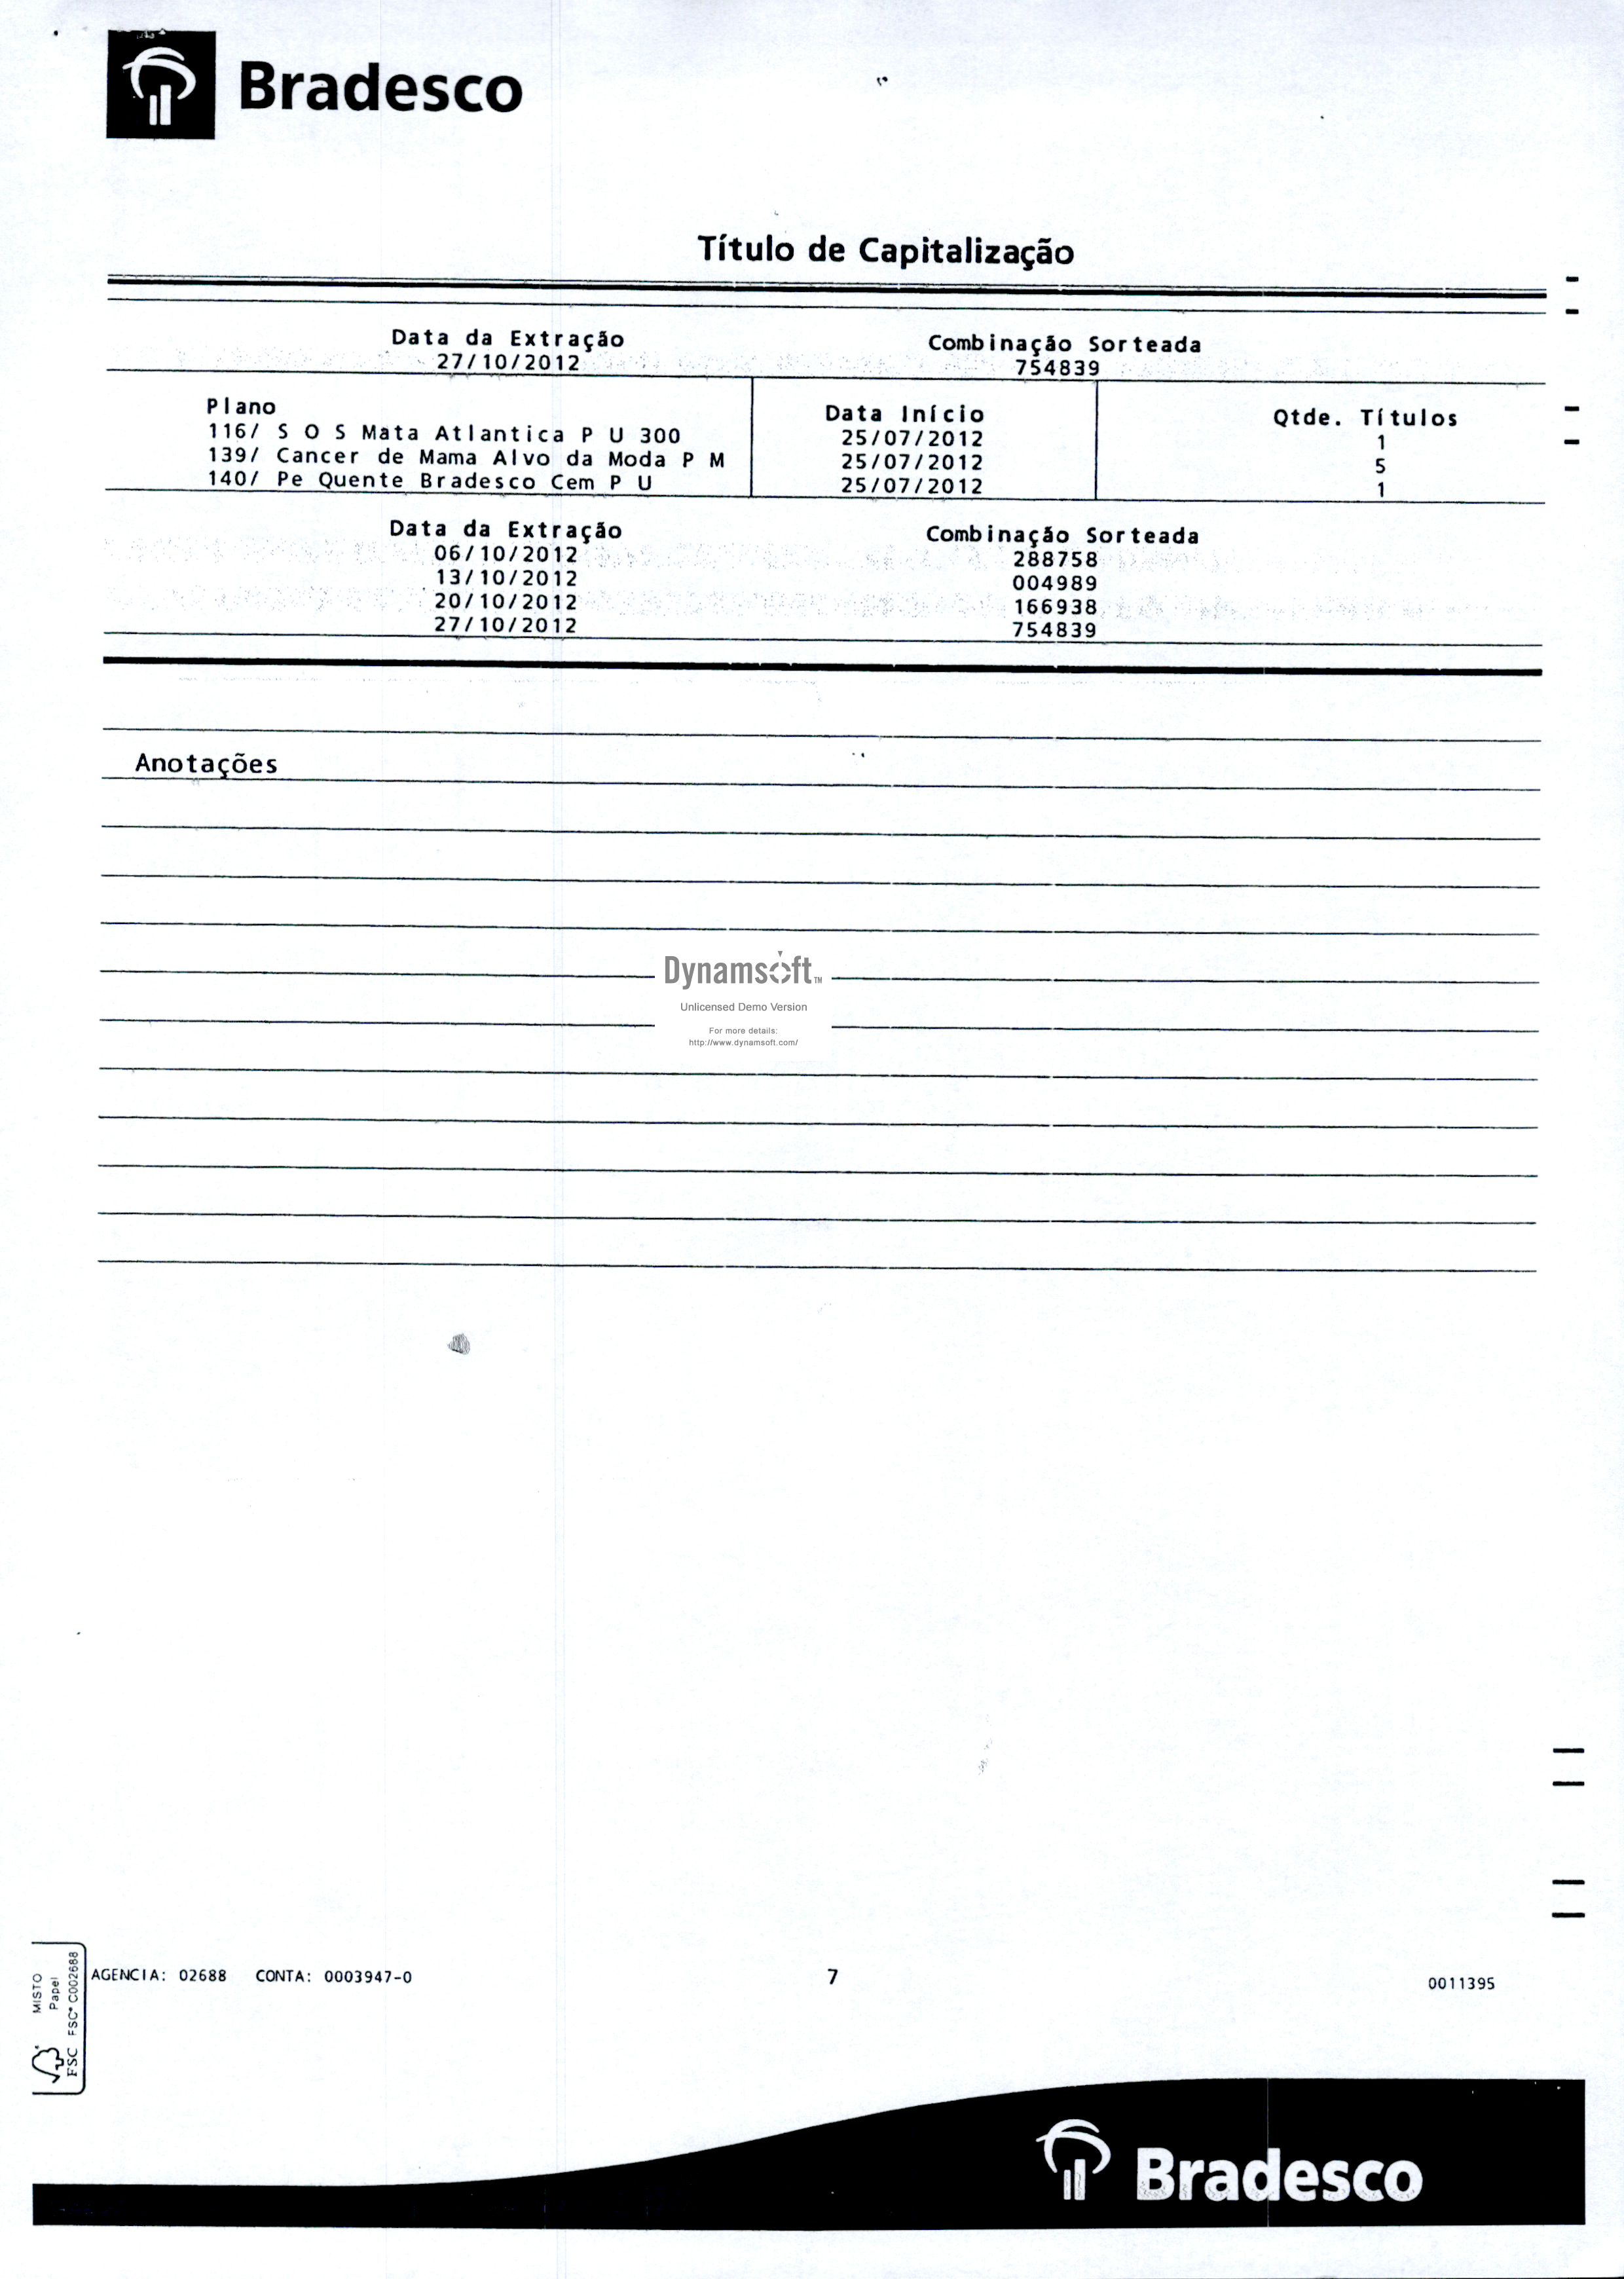 Bradesco
Título de Capitalização
Data da Extração Combinação Sorteada
27/10/2012 754839
Plano Data Início Qtde. Títulos
116/ S O S Mata Atlantica P U 300 25/07/2012 1
139/ Cancer de Mama Alvo da Moda P M 25/07/2012 5
140/ Pe Quente Bradesco Cem P U 25/07/2012 1
Data da Extração Combinação Sorteada
06/10/2012 288758
13/10/2012 004989
20/10/2012 166938
27/10/2012 754839
Anotações
Dynamsoft™
Unlicensed Demo Version
For more details:
http://www.dynamsoft.com/
MISTO
Papel
FSC FSC® C002688
AGENCIA: 02688 CONTA: 0003947-0 7 0011395
Bradesco